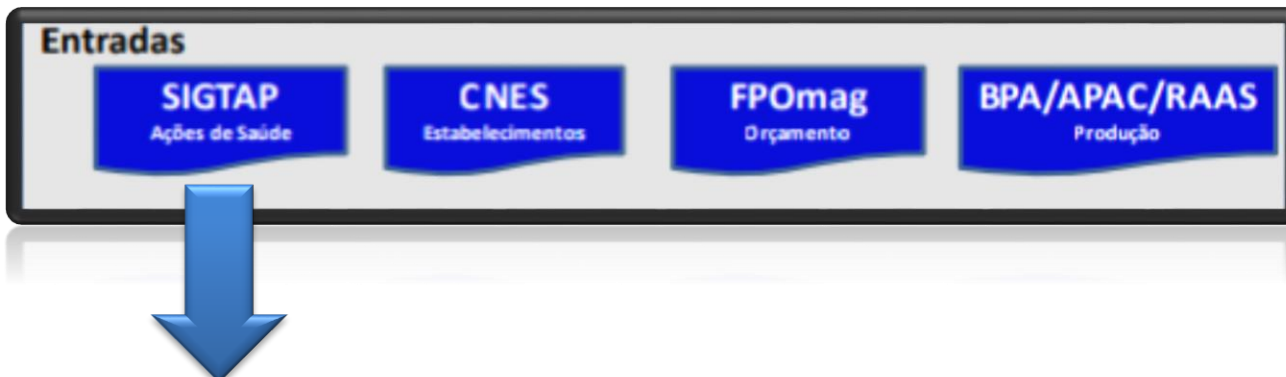 Entradas
SIGTAP
Ações de Saúde
CNES
Estabelecimentos
FPOmag
Orçamento
BPA/APAC/RAAS
Produção